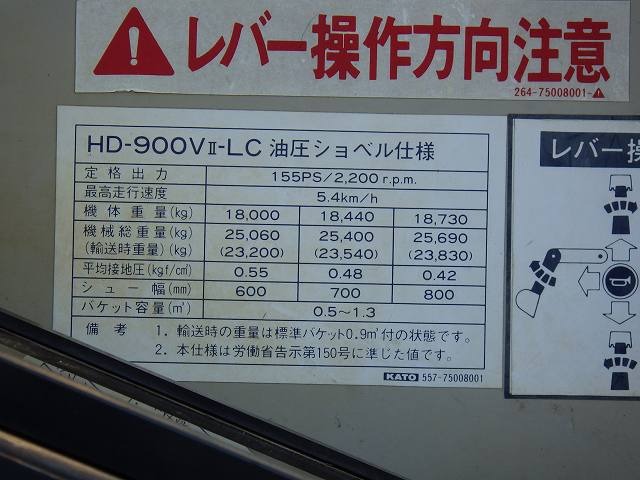 レバー操作方向注意
264-75008001-
HD-900VⅡ-LC 油圧ショベル仕様
定格出力 155PS/2,200 r.p.m.
最高走行速度 5.4km/h
機体重量(kg) 18,000 18,440 18,730
機械総重量(kg) 25,060 25,400 25,690
(輸送時重量)(kg) (23,200) (23,540) (23,830)
平均接地圧(kgf/c㎡) 0.55 0.48 0.42
シュー幅(mm) 600 700 800
バケット容量(㎥) 0.5~1.3
備考 1. 輸送時の重量は標準バケット0.9㎥付の状態です。
2. 本仕様は労働省告示第150号に準じた値です。
KATO 557-75008001
レバー操